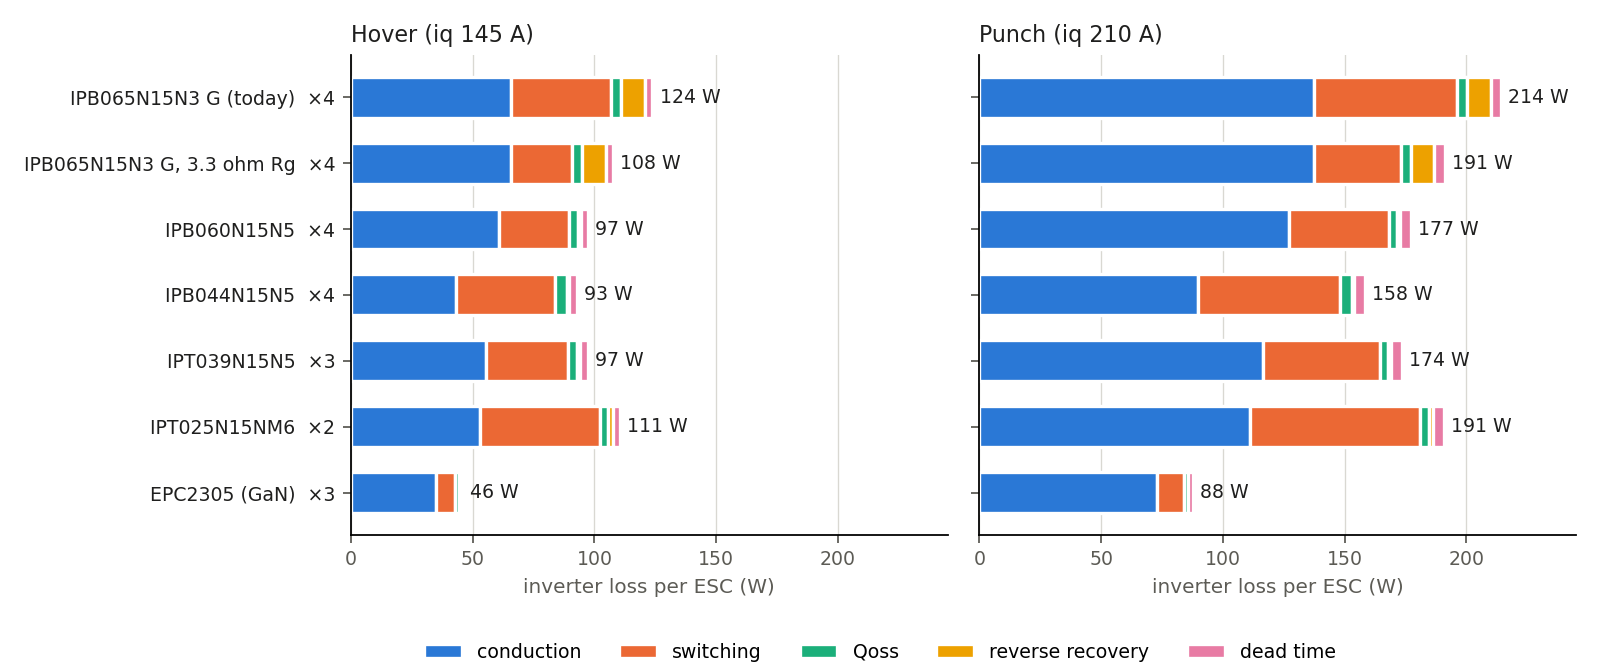 Hover (iq 145 A)
Punch (iq 210 A)
IPB065N15N3 G (today) ×4
124 W
214 W
IPB065N15N3 G, 3.3 ohm Rg ×4
108 W
191 W
IPB060N15N5 ×4
97 W
177 W
IPB044N15N5 ×4
93 W
158 W
IPT039N15N5 ×3
97 W
174 W
IPT025N15NM6 ×2
111 W
191 W
EPC2305 (GaN) ×3
46 W
88 W
0 50 100 150 200
0 50 100 150 200
inverter loss per ESC (W)
inverter loss per ESC (W)
conduction switching Qoss reverse recovery dead time